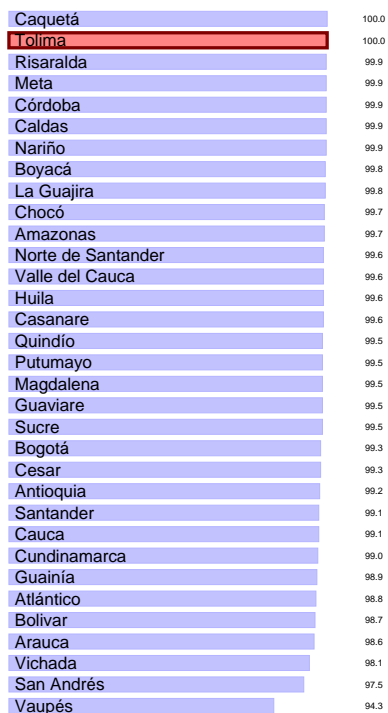 Caquetá 100.0
Tolima 100.0
Risaralda 99.9
Meta 99.9
Córdoba 99.9
Caldas 99.9
Nariño 99.9
Boyacá 99.8
La Guajira 99.8
Chocó 99.7
Amazonas 99.7
Norte de Santander 99.6
Valle del Cauca 99.6
Huila 99.6
Casanare 99.6
Quindío 99.5
Putumayo 99.5
Magdalena 99.5
Guaviare 99.5
Sucre 99.5
Bogotá 99.3
Cesar 99.3
Antioquia 99.2
Santander 99.1
Cauca 99.1
Cundinamarca 99.0
Guainía 98.9
Atlántico 98.8
Bolivar 98.7
Arauca 98.6
Vichada 98.1
San Andrés 97.5
Vaupés 94.3